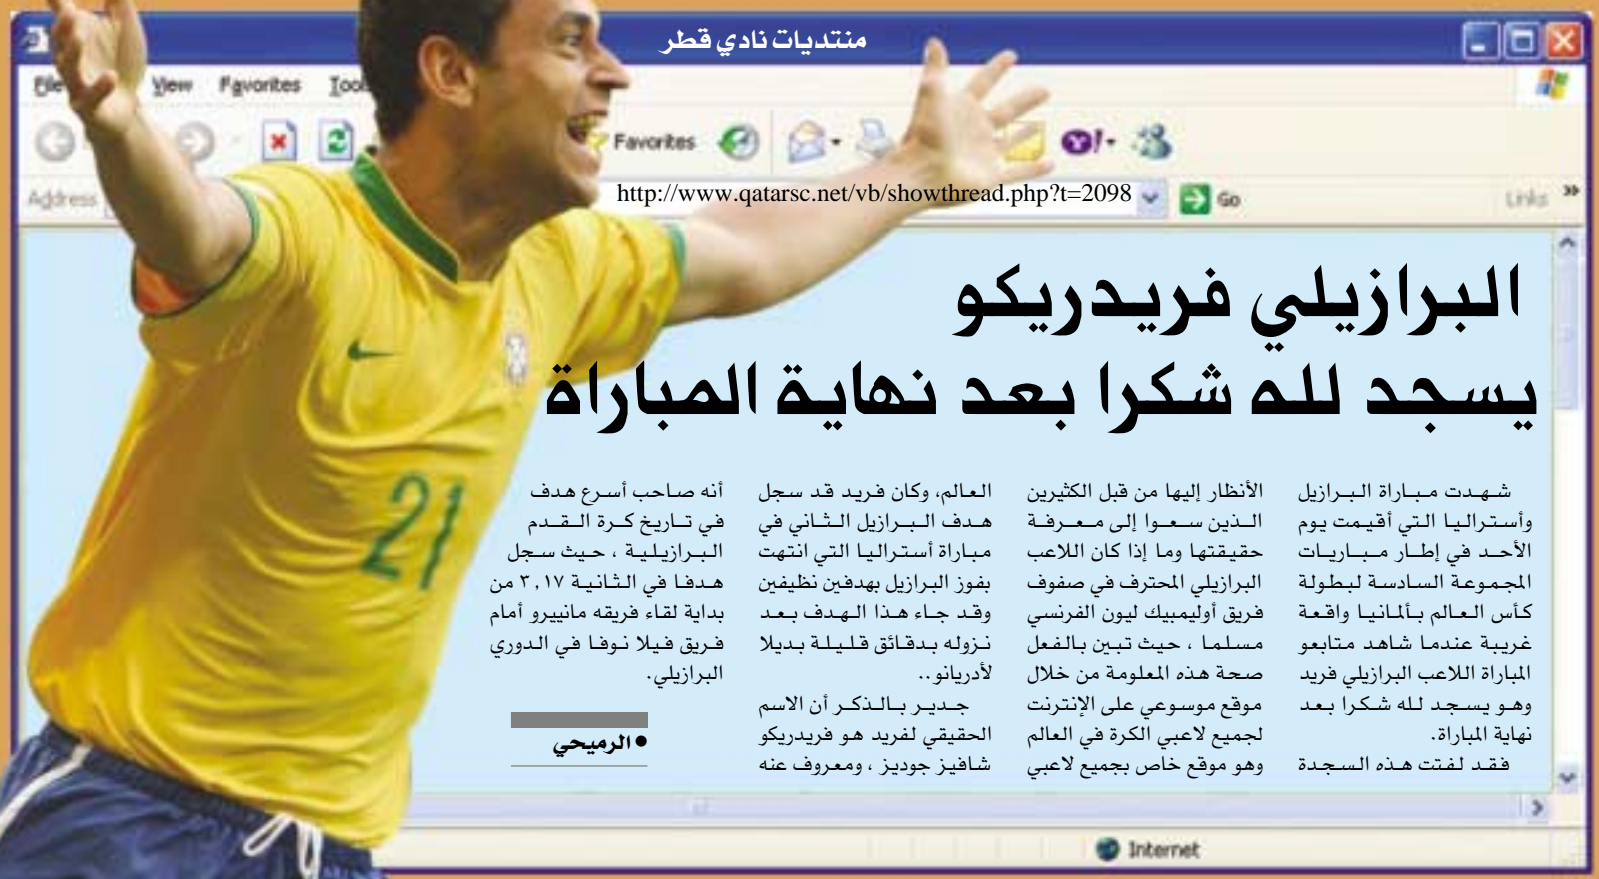 منتديات نادي قطر
View Favorites
Favorites
Address http://www.qatarsc.net/vb/showthread.php?t=2098 Go Links »
البرازيلي فريدريكو
يسجد لله شكرا بعد نهاية المباراة
شهدت مباراة البرازيل
وأستراليا التي أقيمت يوم
الأحد في إطار مباريات
المجموعة السادسة لبطولة
كأس العالم بألمانيا واقعة
غريبة عندما شاهد متابعو
المباراة اللاعب البرازيلي فريد
وهو يسجد لله شكرا بعد
نهاية المباراة.
فقد لفتت هذه السجدة
الأنظار إليها من قبل الكثيرين
الذين سعوا إلى معرفة
حقيقتها وما إذا كان اللاعب
البرازيلي المحترف في صفوف
فريق أوليمبيك ليون الفرنسي
مسلما ، حيث تبين بالفعل
صحة هذه المعلومة من خلال
موقع موسوعي على الإنترنت
لجميع لاعبي الكرة في العالم
وهو موقع خاص بجميع لاعبي
العالم، وكان فريد قد سجل
هدف البرازيل الثاني في
مباراة أستراليا التي انتهت
بفوز البرازيل بهدفين نظيفين
وقد جاء هذا الهدف بعد
نزوله بدقائق قليلة بديلا
لأدريانو..
جدير بالذكر أن الاسم
الحقيقي لفريد هو فريدريكو
شافيز جوديز ، ومعروف عنه
أنه صاحب أسرع هدف
في تاريخ كرة القدم
البرازيلية ، حيث سجل
هدفا في الثانية ٣,١٧ من
بداية لقاء فريقه مانييرو أمام
فريق فيلا نوفا في الدوري
البرازيلي.
● الرميحي
21
Internet